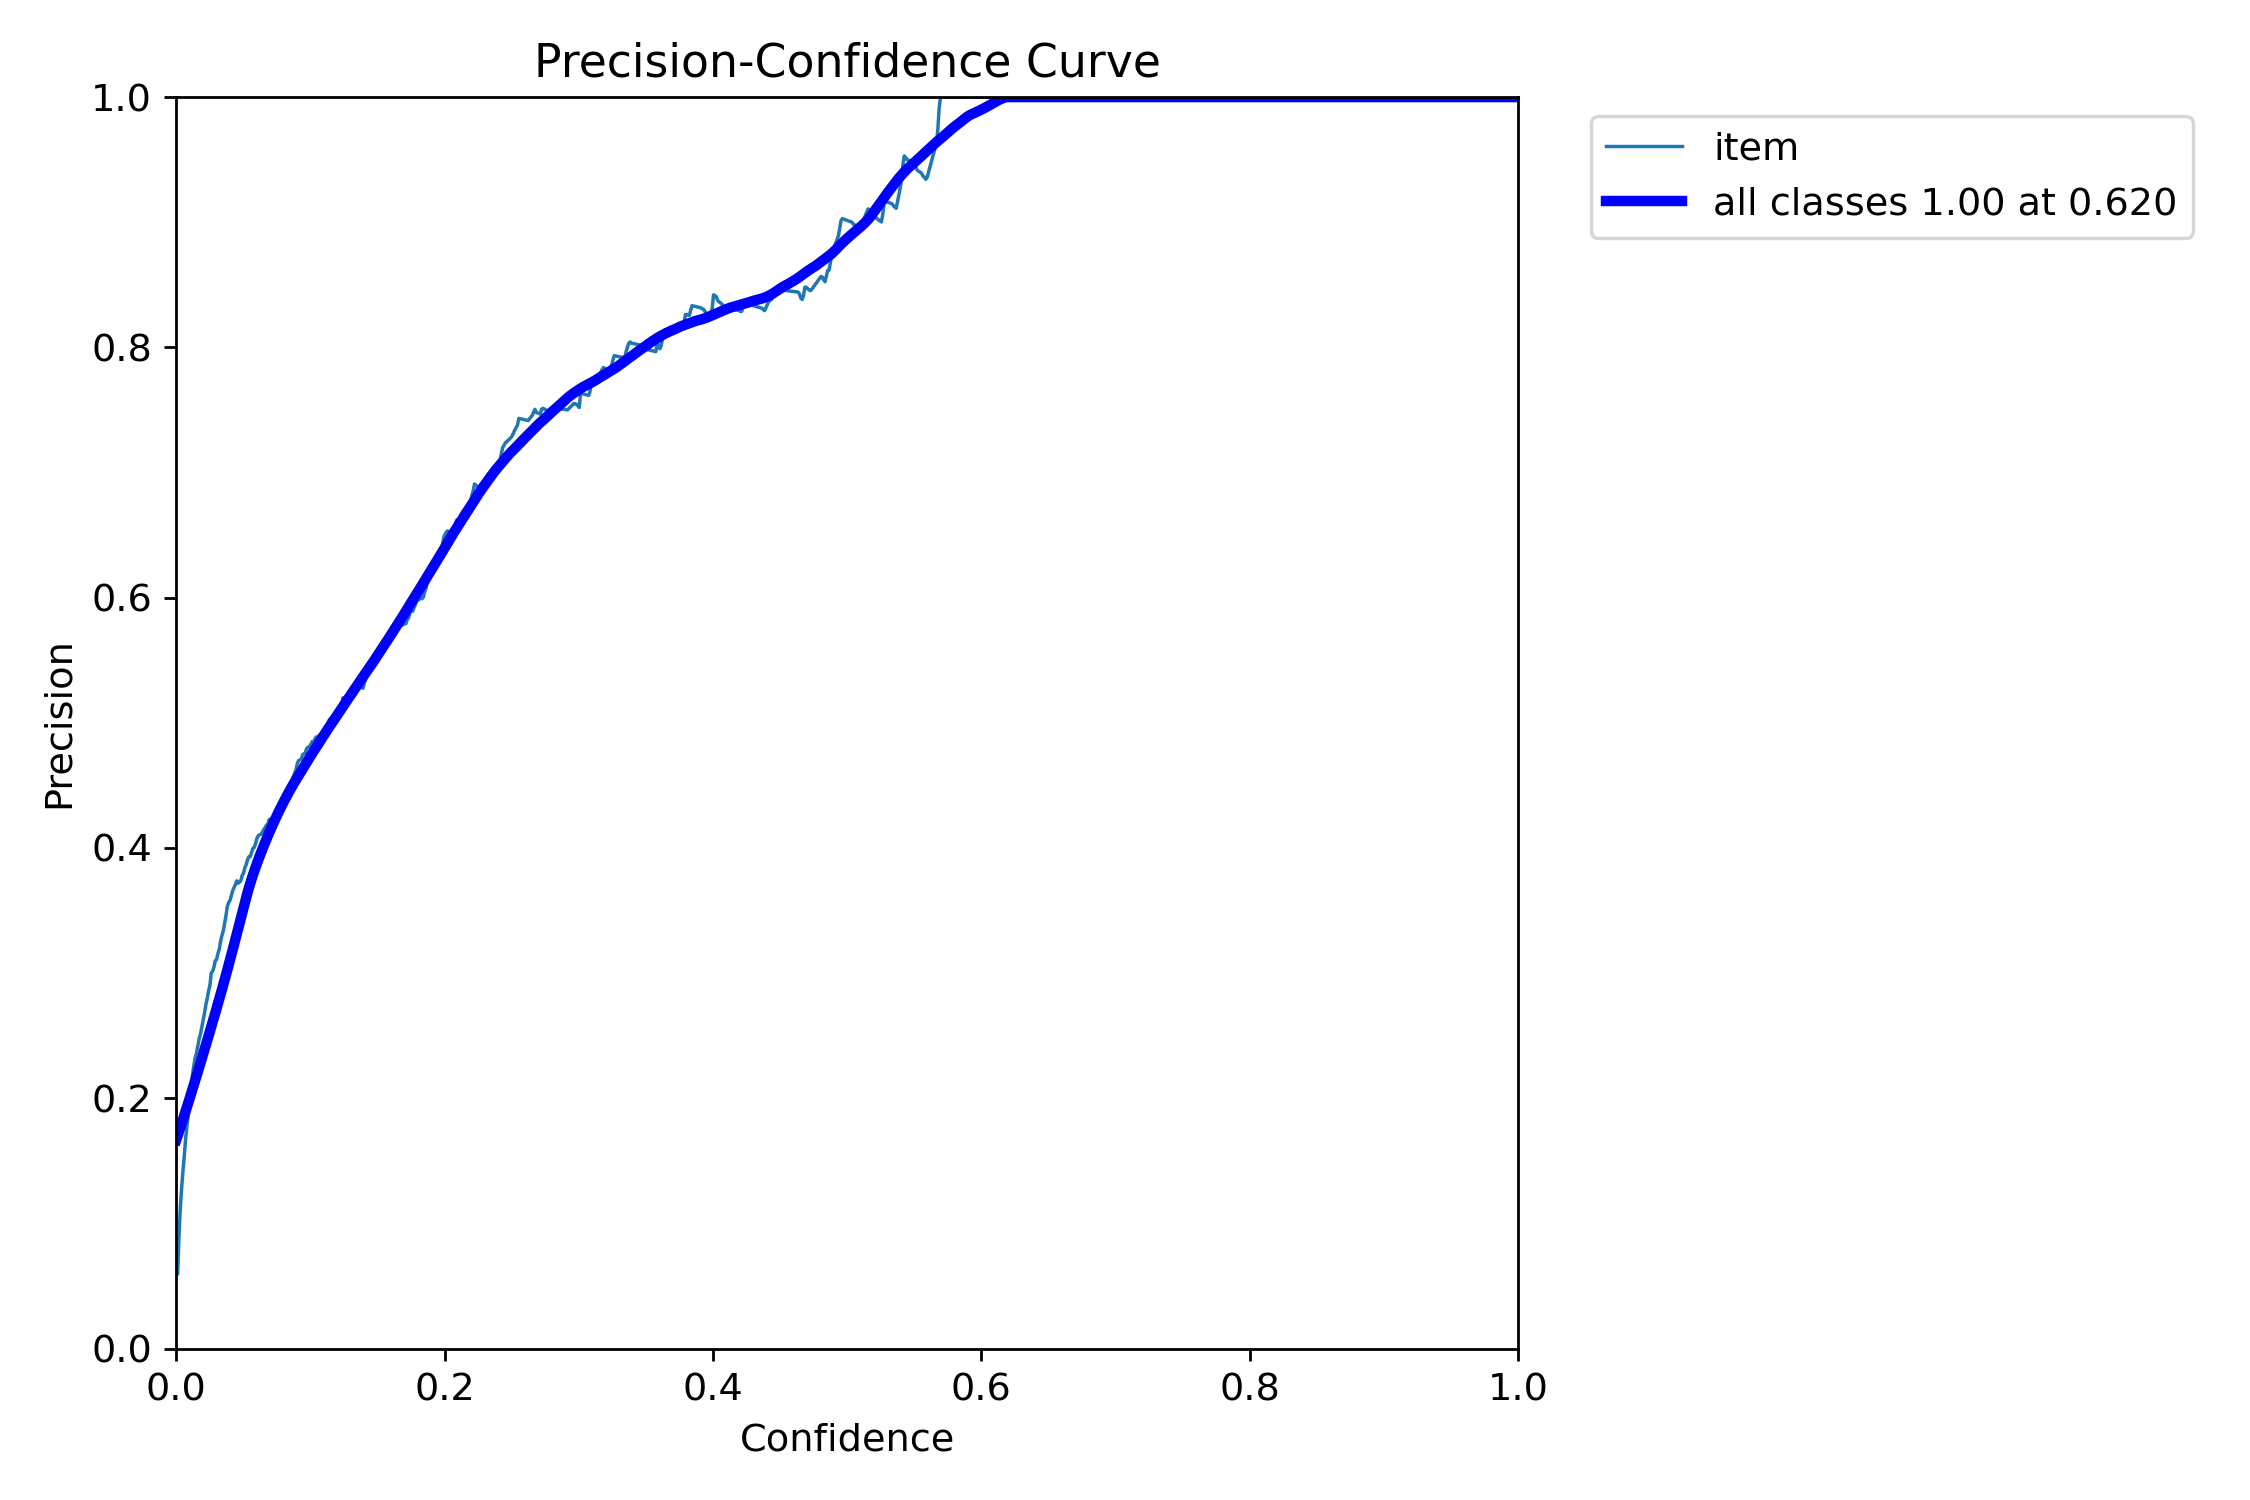 Precision-Confidence Curve
1.0
0.8
0.6
0.4
0.2
0.0
Precision
0.0 0.2 0.4 0.6 0.8 1.0
Confidence
item
all classes 1.00 at 0.620